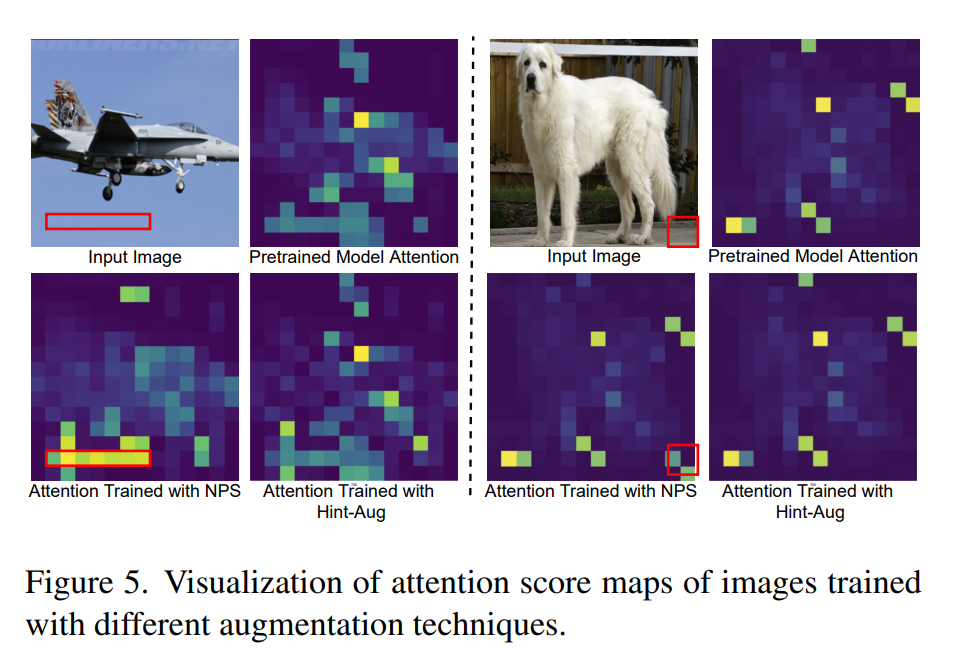 Input Image
Pretrained Model Attention
Input Image
Pretrained Model Attention
Attention Trained with NPS
Attention Trained with
Hint-Aug
Attention Trained with NPS
Attention Trained with
Hint-Aug
Figure 5. Visualization of attention score maps of images trained
with different augmentation techniques.